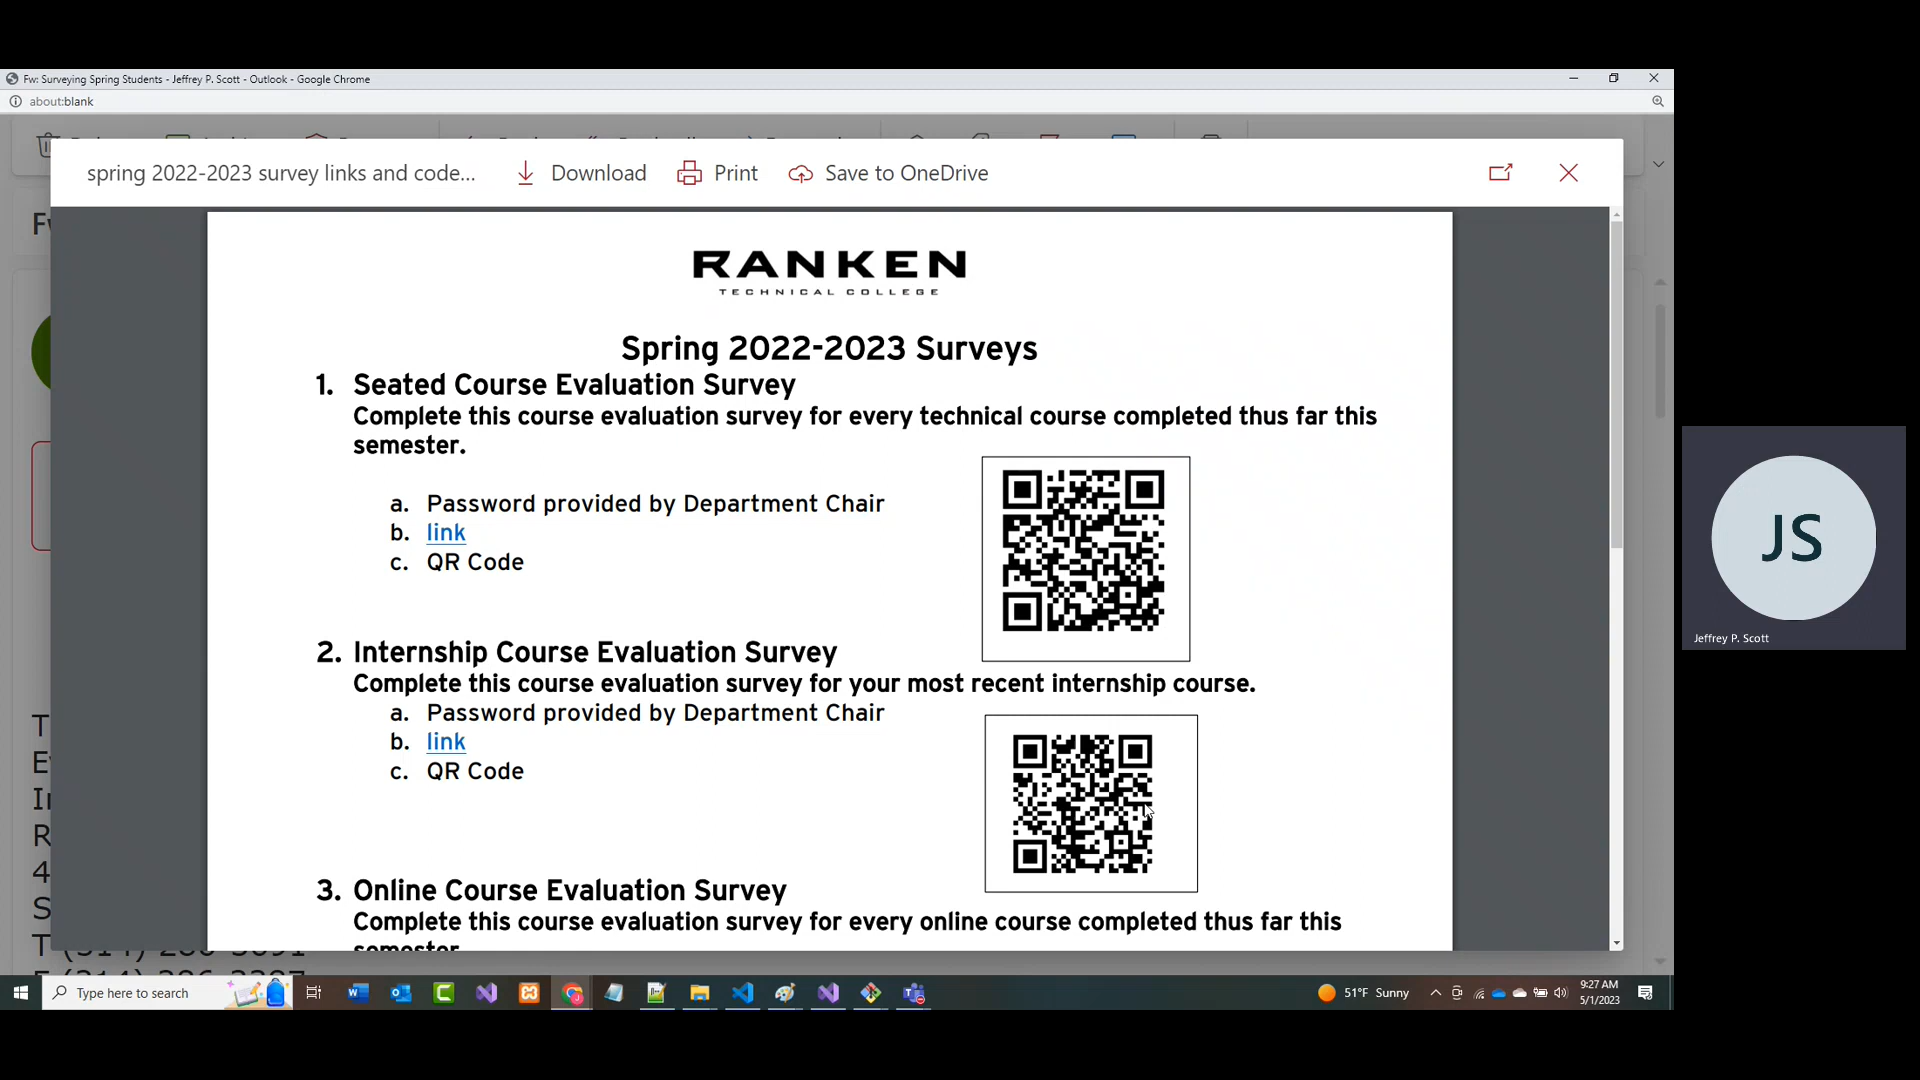 Fw: Surveying Spring Students - Jeffrey P. Scott - Outlook - Google Chrome
about:blank
spring 2022-2023 survey links and code... Download Print Save to OneDrive
RANKEN
TECHNICAL COLLEGE
Spring 2022-2023 Surveys
1. Seated Course Evaluation Survey
Complete this course evaluation survey for every technical course completed thus far this
semester.
a. Password provided by Department Chair
b. link
c. QR Code
2. Internship Course Evaluation Survey
Complete this course evaluation survey for your most recent internship course.
a. Password provided by Department Chair
b. link
c. QR Code
3. Online Course Evaluation Survey
Complete this course evaluation survey for every online course completed thus far this
semester.
JS
Jeffrey P. Scott
Type here to search
51°F Sunny
9:27 AM
5/1/2023